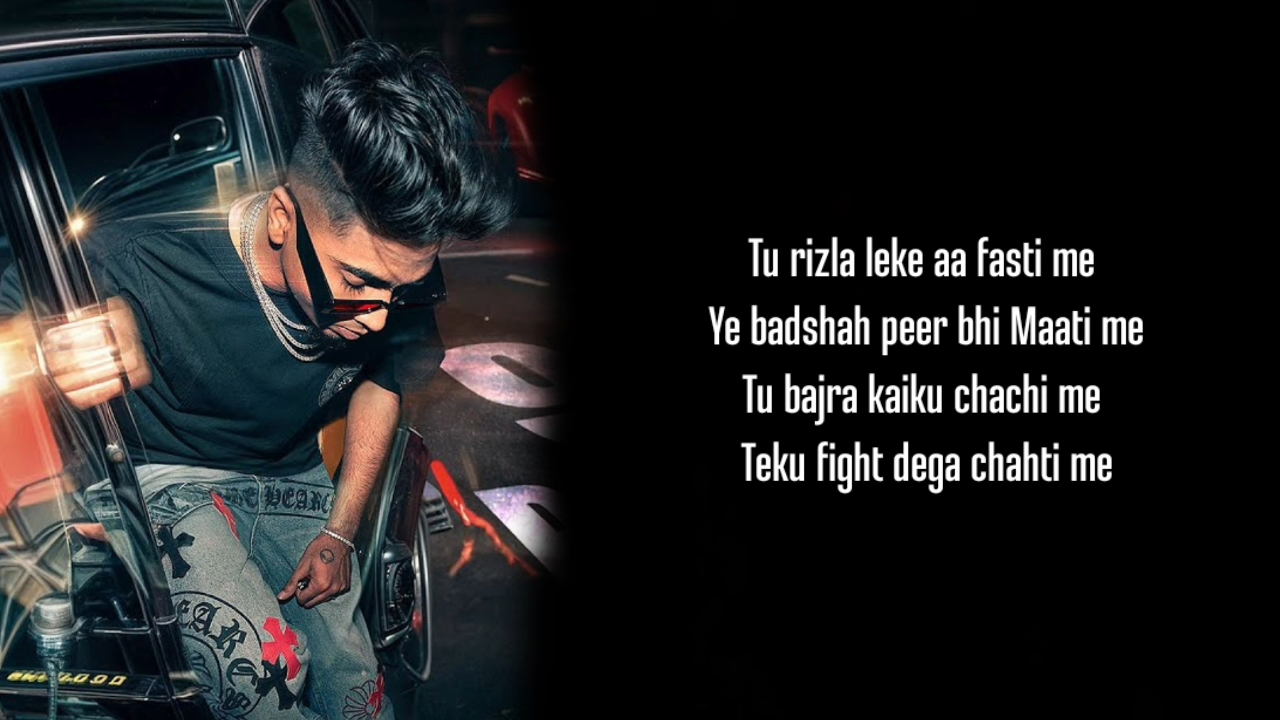 Tu rizla leke aa fasti me
Ye badshah peer bhi Maati me
Tu bajra kaiku chachi me
Teku fight dega chahti me